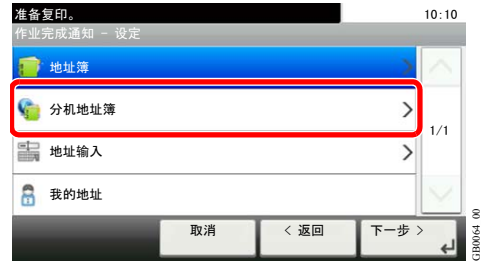 准备复印。 10:10
作业完成通知 - 设定
地址簿
分机地址簿
1/1
地址输入
我的地址
取消 < 返回 下一步 >
GB0064_00